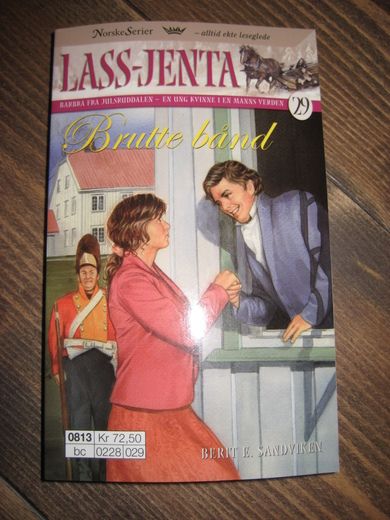 NorskeSerier – alltid ekte leseglede
LASS-JENTA
BARBRA FRA JULSRUDDALEN – EN UNG KVINNE I EN MANNS VERDEN
29
Brutte bånd
0813 Kr 72,50
bc 0228 029
BERIT E. SANDVIKEN